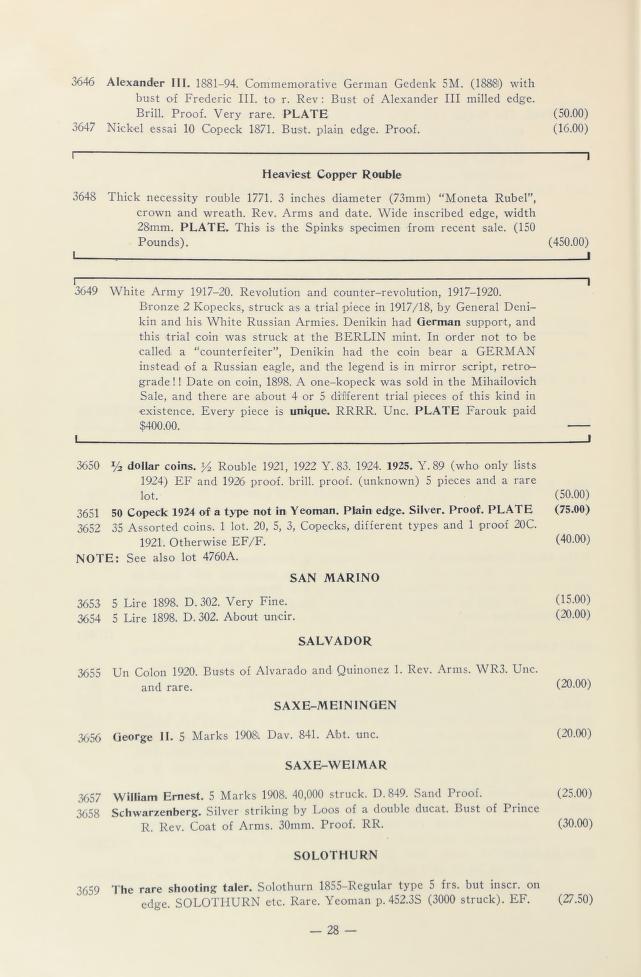 3646 Alexander III. 1881-94. Commemorative German Gedenk 5M. (1888) with
bust of Frederic III. to r. Rev: Bust of Alexander III milled edge.
Brill. Proof. Very rare. PLATE (50.00)
3647 Nickel essai 10 Copeck 1871. Bust. plain edge. Proof. (16.00)
Heaviest Copper Rouble
3648 Thick necessity rouble 1771. 3 inches diameter (73mm) “Moneta Rubel”,
crown and wreath. Rev. Arms and date. Wide inscribed edge, width
28mm. PLATE. This is the Spinks specimen from recent sale. (150
Pounds). (450.00)
3649 White Army 1917-20. Revolution and counter-revolution, 1917-1920.
Bronze 2 Kopecks, struck as a trial piece in 1917/18, by General Deni-
kin and his White Russian Armies. Denikin had German support, and
this trial coin was struck at the BERLIN mint. In order not to be
called a “counterfeiter”, Denikin had the coin bear a GERMAN
instead of a Russian eagle, and the legend is in mirror script, retro-
grade!! Date on coin, 1898. A one-kopeck was sold in the Mihailovich
Sale, and there are about 4 or 5 different trial pieces of this kind in
existence. Every piece is unique. RRRR. Unc. PLATE Farouk paid
$400.00. —
3650 ½ dollar coins. ½ Rouble 1921, 1922 Y. 83. 1924. 1925. Y. 89 (who only lists
1924) EF and 1926 proof. brill. proof. (unknown) 5 pieces and a rare
lot. (50.00)
3651 50 Copeck 1924 of a type not in Yeoman. Plain edge. Silver. Proof. PLATE (75.00)
3652 35 Assorted coins. 1 lot. 20, 5, 3, Copecks, different types and 1 proof 20C.
1921. Otherwise EF/F. (40.00)
NOTE: See also lot 4760A.
SAN MARINO
3653 5 Lire 1898. D. 302. Very Fine. (15.00)
3654 5 Lire 1898. D. 302. About uncir. (20.00)
SALVADOR
3655 Un Colon 1920. Busts of Alvarado and Quinonez 1. Rev. Arms. WR3. Unc.
and rare. (20.00)
SAXE-MEININGEN
3656 George II. 5 Marks 1908. Dav. 841. Abt. unc. (20.00)
SAXE-WEIMAR
3657 William Ernest. 5 Marks 1908. 40,000 struck. D. 849. Sand Proof. (25.00)
3658 Schwarzenberg. Silver striking by Loos of a double ducat. Bust of Prince
R. Rev. Coat of Arms. 30mm. Proof. RR. (30.00)
SOLOTHURN
3659 The rare shooting taler. Solothurn 1855-Regular type 5 frs. but inscr. on
edge. SOLOTHURN etc. Rare. Yeoman p. 452.3S (3000 struck). EF. (27.50)
— 28 —